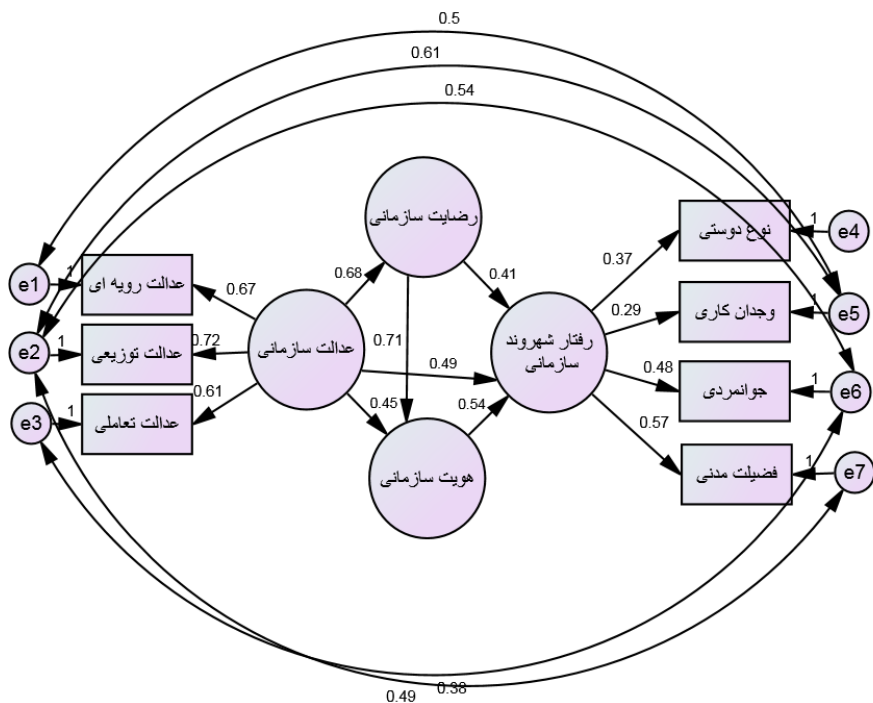 0.5
0.61
0.54
رضایت سازمانی
نوع دوستی
1
e4
0.37
e1
1
عدالت رویه ای
0.67
0.68
0.41
وجدان کاری
1
e5
0.29
e2
1
عدالت توزیعی
0.72
عدالت سازمانی
0.71
0.49
رفتار شهروند
سازمانی
0.48
جوانمردی
1
e6
e3
1
عدالت تعاملی
0.61
0.45
0.54
0.57
هویت سازمانی
فضیلت مدنی
1
e7
0.49
0.38